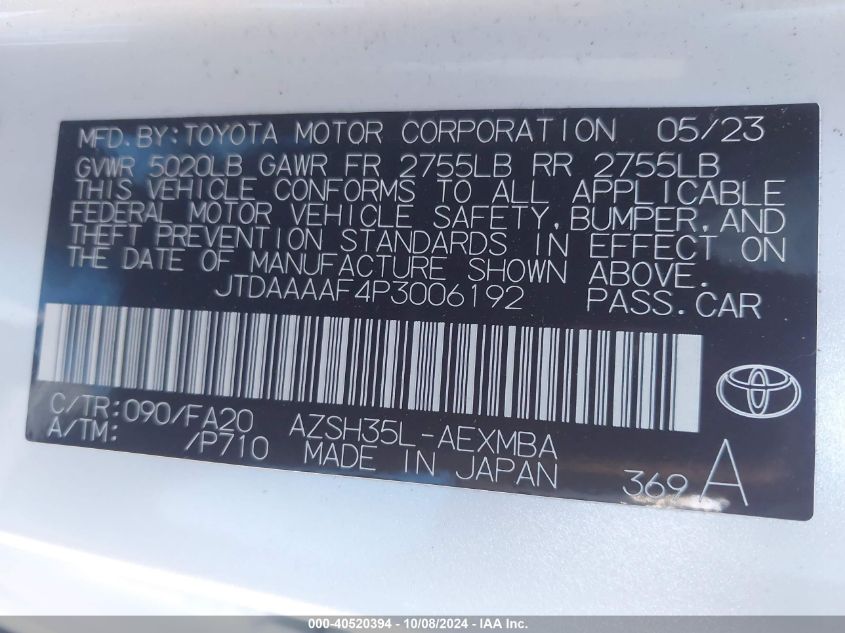 MFD.BY:TOYOTA MOTOR CORPORATION 05/23
GVWR 5020LB GAWR FR 2755LB RR 2755LB
THIS VEHICLE CONFORMS TO ALL APPLICABLE
FEDERAL MOTOR VEHICLE SAFETY,BUMPER,AND
THEFT PREVENTION STANDARDS IN EFFECT ON
THE DATE OF MANUFACTURE SHOWN ABOVE.
JTDAAAAF4P3006192 PASS.CAR
C/TR:090/FA20 AZSH35L-AEXMBA
A/TM: /P710 MADE IN JAPAN
369 A
000-40520394 - 10/08/2024 - IAA Inc.